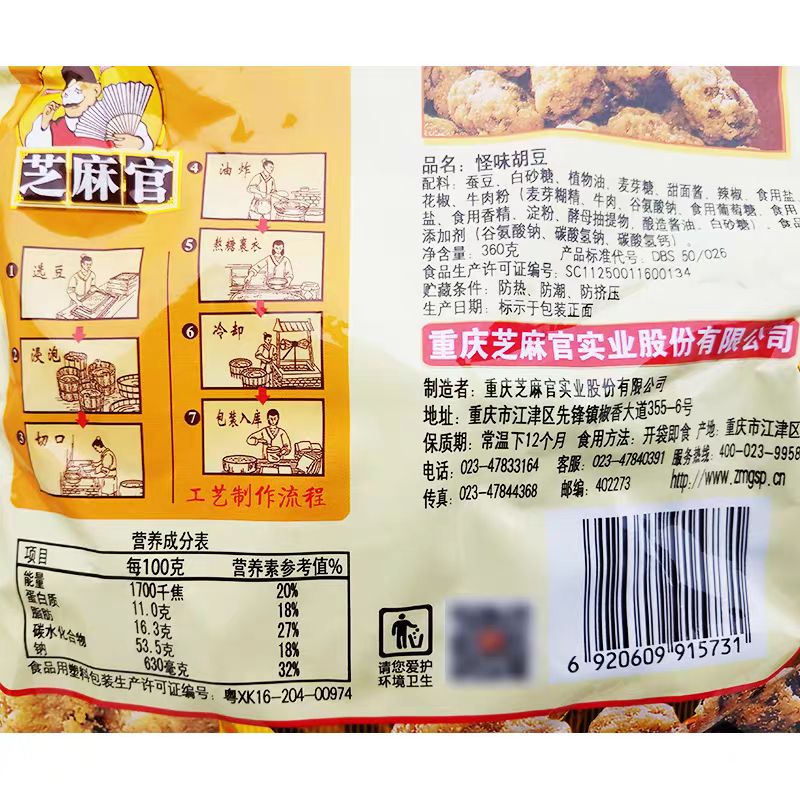 芝麻官
1 选豆
2 浸泡
3 切口
4 油炸
5 熬糖裹衣
6 冷却
7 包装入库
工艺制作流程
品名：怪味胡豆
配料：蚕豆、白砂糖、植物油、麦芽糖、甜面酱、辣椒、食用盐
花椒、牛肉粉（麦芽糊精、牛肉、谷氨酸钠、食用葡萄糖、食用
盐、食用香精、淀粉、酵母抽提物、酿造酱油、白砂糖）、食品
添加剂（谷氨酸钠、碳酸氢钠、碳酸氢钙）。
净含量：360克 产品标准代号：DBS 50/026
食品生产许可证编号：SC11250011600134
贮藏条件：防热、防潮、防挤压
生产日期：标示于包装正面
重庆芝麻官实业股份有限公司
制造者：重庆芝麻官实业股份有限公司
地址：重庆市江津区先锋镇椒香大道355-6号
保质期：常温下12个月 食用方法：开袋即食 产地：重庆市江津区
电话：023-47833164 客服：023-47840391 服务热线：400-023-9958
传真：023-47844368 邮编：402273 http://www.zmgsp.cn
营养成分表
项目 每100克 营养素参考值%
能量 1700千焦 20%
蛋白质 11.0克 18%
脂肪 16.3克 27%
碳水化合物 53.5克 18%
钠 630毫克 32%
食品用塑料包装生产许可证编号：粤XK16-204-00974
请您爱护
环境卫生
6 920609 915731